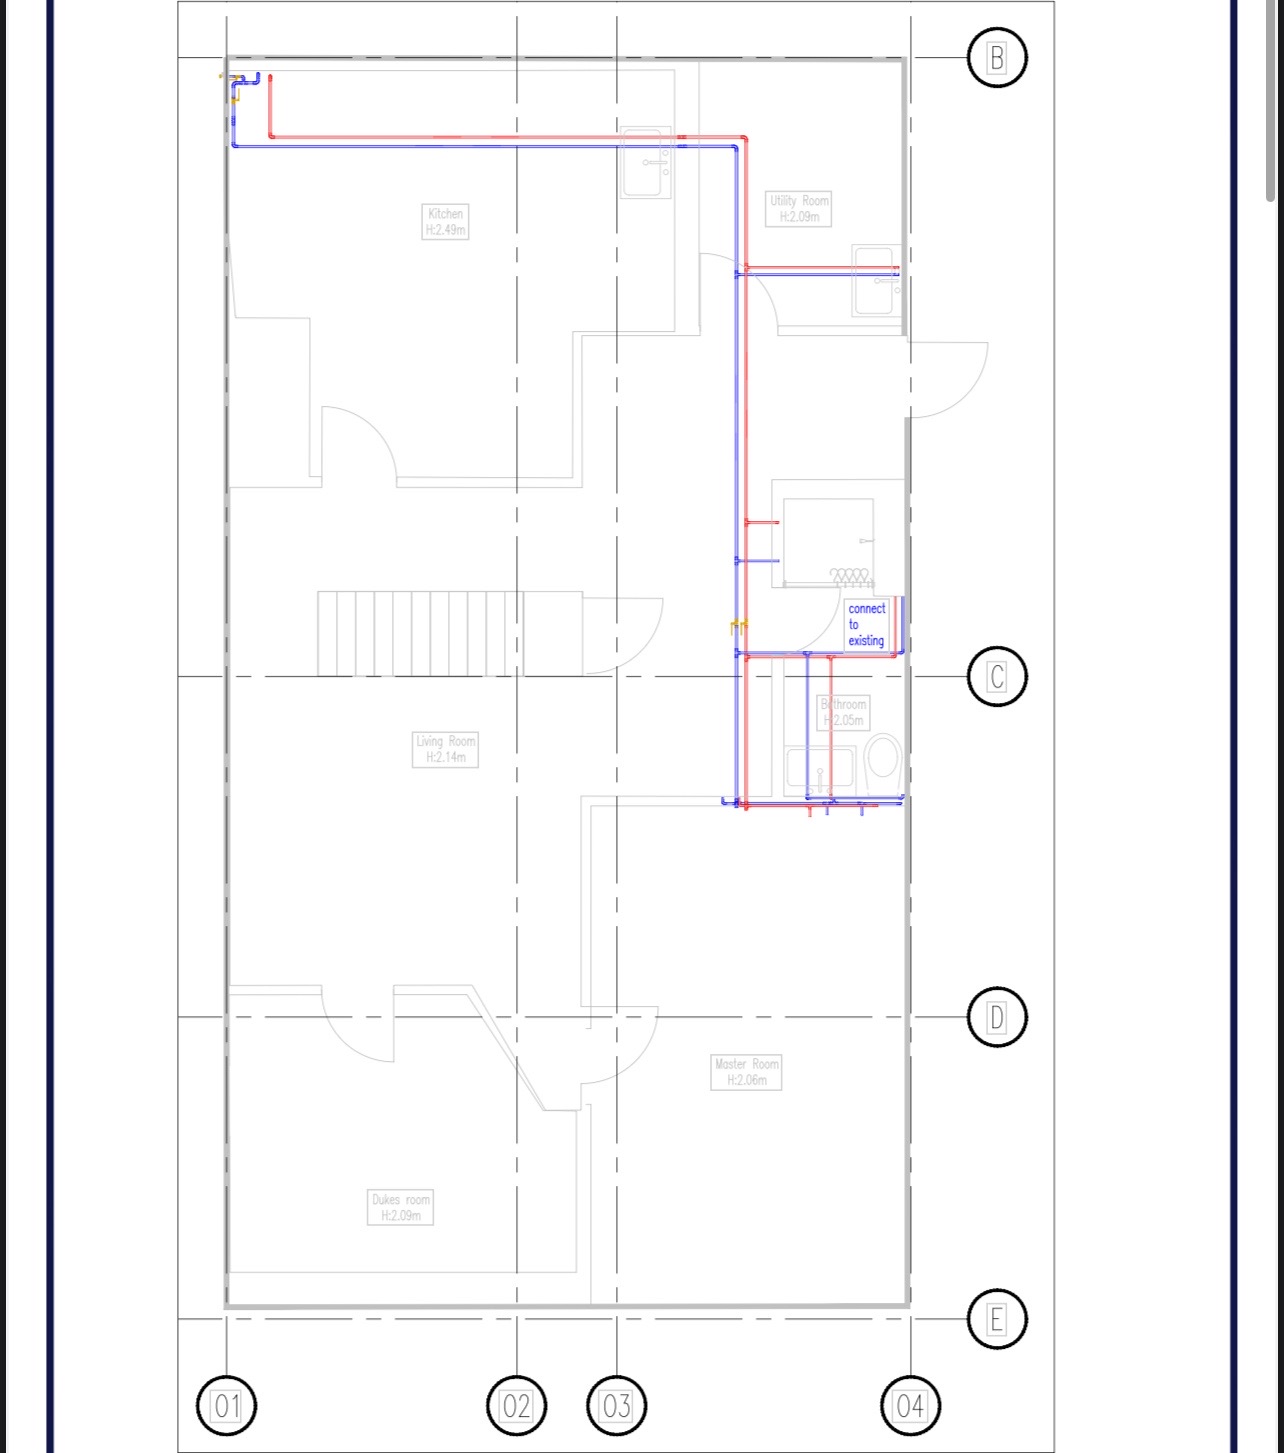 B
Utility Room
H:2.09m
Kitchen
H:2.49m
connect
to
existing
C
Bathroom
H:2.05m
Living Room
H:2.14m
D
Master Room
H:2.06m
Dukes room
H:2.09m
E
01
02
03
04